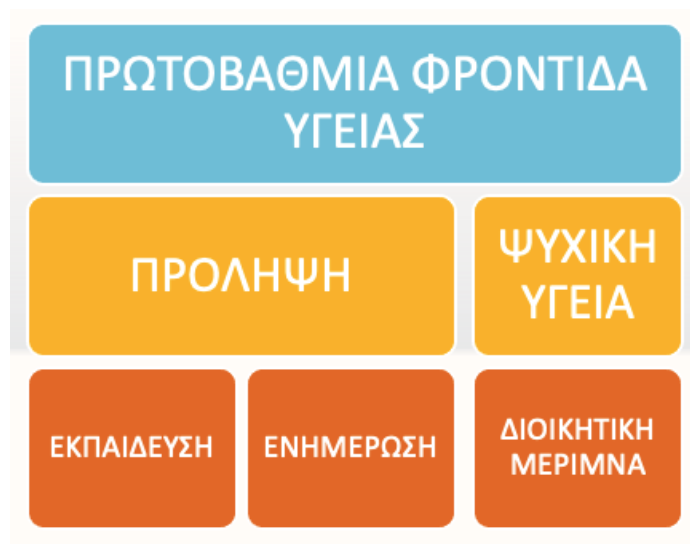 ΠΡΩΤΟΒΑΘΜΙΑ ΦΡΟΝΤΙΔΑ
ΥΓΕΙΑΣ
ΠΡΟΛΗΨΗ
ΨΥΧΙΚΗ
ΥΓΕΙΑ
ΕΚΠΑΙΔΕΥΣΗ
ΕΝΗΜΕΡΩΣΗ
ΔΙΟΙΚΗΤΙΚΗ
ΜΕΡΙΜΝΑ